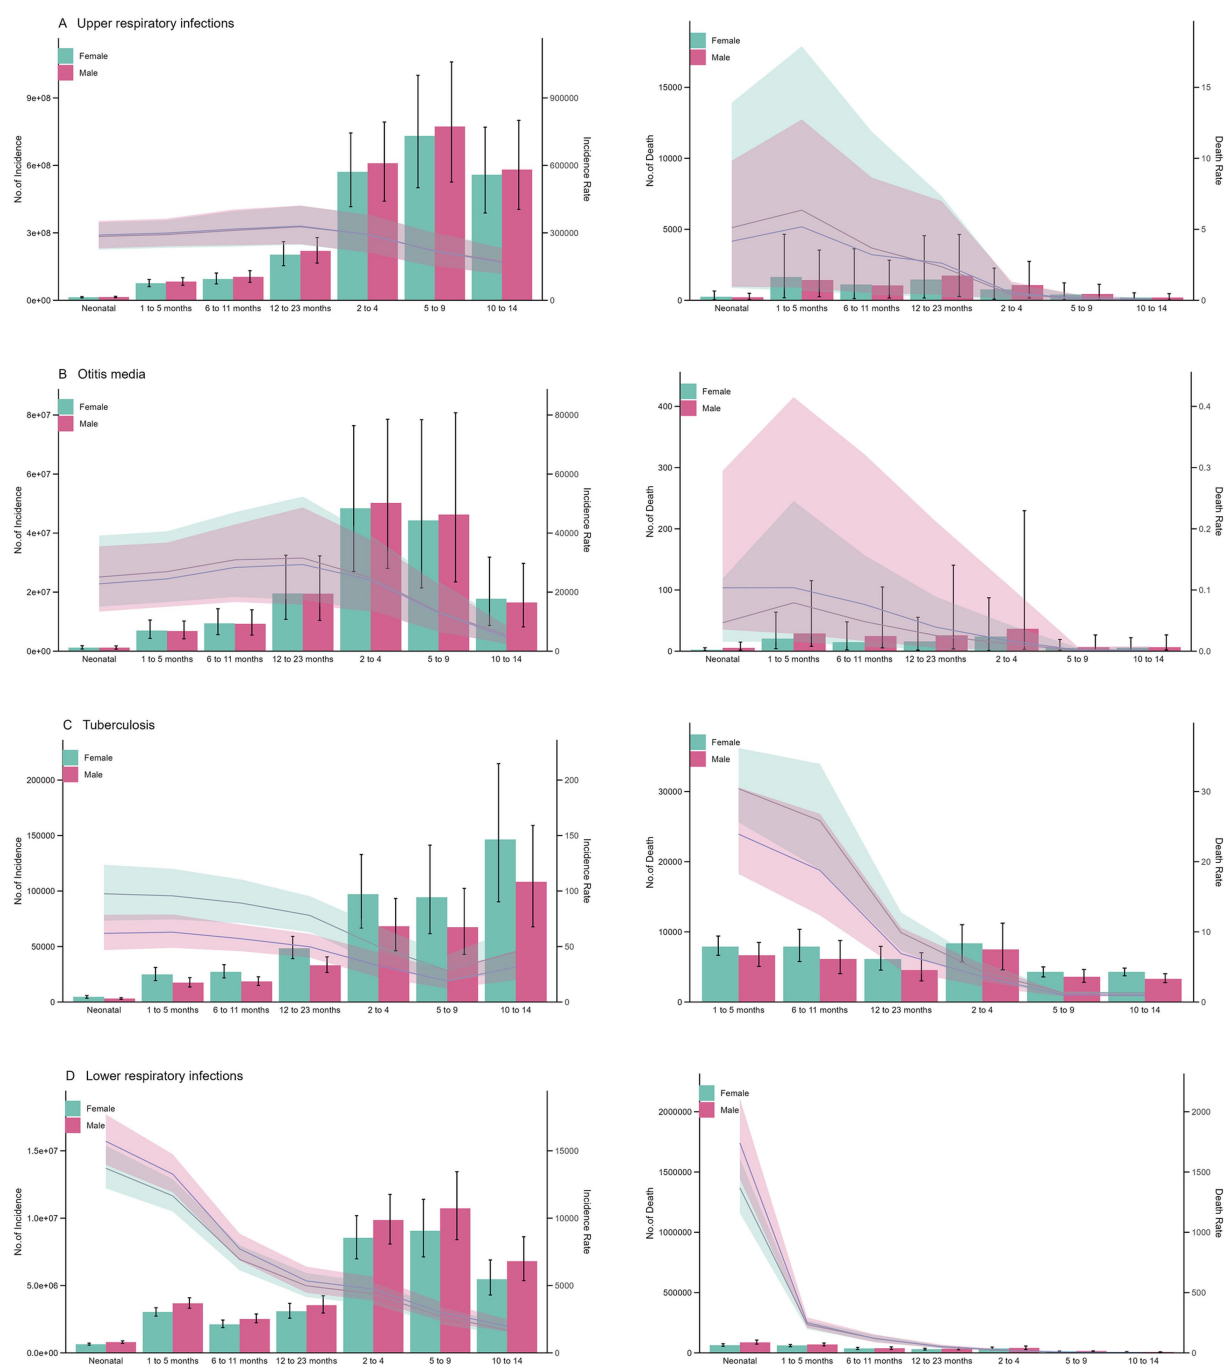 A Upper respiratory infections
Female
Male
9e+08
6e+08
3e+08
0e+00
No.of Incidence
900000
600000
300000
0
Incidence Rate
Neonatal 1 to 5 months 6 to 11 months 12 to 23 months 2 to 4 5 to 9 10 to 14
Female
Male
15000
10000
5000
0
No.of Death
15
10
5
0
Death Rate
Neonatal 1 to 5 months 6 to 11 months 12 to 23 months 2 to 4 5 to 9 10 to 14
B Otitis media
Female
Male
8e+07
6e+07
4e+07
2e+07
0e+00
No.of Incidence
80000
60000
40000
20000
0
Incidence Rate
Neonatal 1 to 5 months 6 to 11 months 12 to 23 months 2 to 4 5 to 9 10 to 14
Female
Male
400
300
200
100
0
No.of Death
0.4
0.3
0.2
0.1
0.0
Death Rate
Neonatal 1 to 5 months 6 to 11 months 12 to 23 months 2 to 4 5 to 9 10 to 14
C Tuberculosis
Female
Male
200000
150000
100000
50000
0
No.of Incidence
200
150
100
50
0
Incidence Rate
Neonatal 1 to 5 months 6 to 11 months 12 to 23 months 2 to 4 5 to 9 10 to 14
Female
Male
30000
20000
10000
0
No.of Death
30
20
10
0
Death Rate
1 to 5 months 6 to 11 months 12 to 23 months 2 to 4 5 to 9 10 to 14
D Lower respiratory infections
Female
Male
1.5e+07
1.0e+07
5.0e+06
0.0e+00
No.of Incidence
15000
10000
5000
0
Incidence Rate
Neonatal 1 to 5 months 6 to 11 months 12 to 23 months 2 to 4 5 to 9 10 to 14
Female
Male
2000000
1500000
1000000
500000
0
No.of Death
2000
1500
1000
500
0
Death Rate
Neonatal 1 to 5 months 6 to 11 months 12 to 23 months 2 to 4 5 to 9 10 to 14